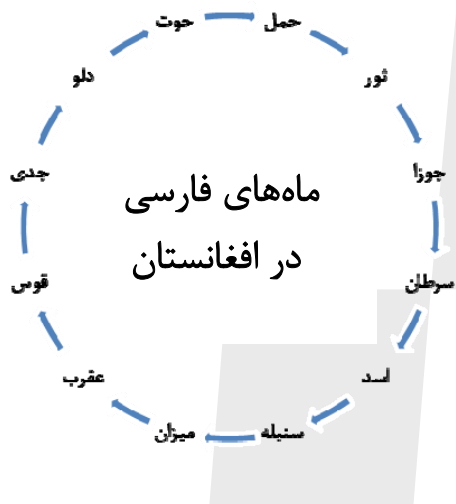 ماه‌های فارسی
در افغانستان
حمل
ثور
جوزا
سرطان
اسد
سنبله
میزان
عقرب
قوس
جدی
دلو
حوت